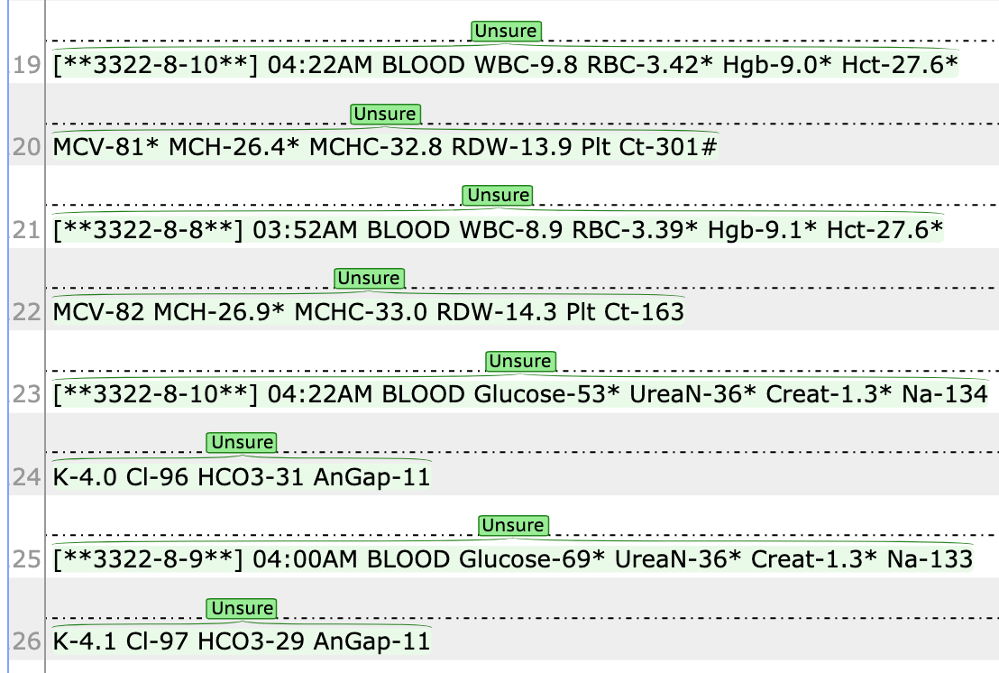 Unsure
19 [**3322-8-10**] 04:22AM BLOOD WBC-9.8 RBC-3.42* Hgb-9.0* Hct-27.6*
Unsure
20 MCV-81* MCH-26.4* MCHC-32.8 RDW-13.9 Plt Ct-301#
Unsure
21 [**3322-8-8**] 03:52AM BLOOD WBC-8.9 RBC-3.39* Hgb-9.1* Hct-27.6*
Unsure
22 MCV-82 MCH-26.9* MCHC-33.0 RDW-14.3 Plt Ct-163
Unsure
23 [**3322-8-10**] 04:22AM BLOOD Glucose-53* UreaN-36* Creat-1.3* Na-134
Unsure
24 K-4.0 Cl-96 HCO3-31 AnGap-11
Unsure
25 [**3322-8-9**] 04:00AM BLOOD Glucose-69* UreaN-36* Creat-1.3* Na-133
Unsure
26 K-4.1 Cl-97 HCO3-29 AnGap-11